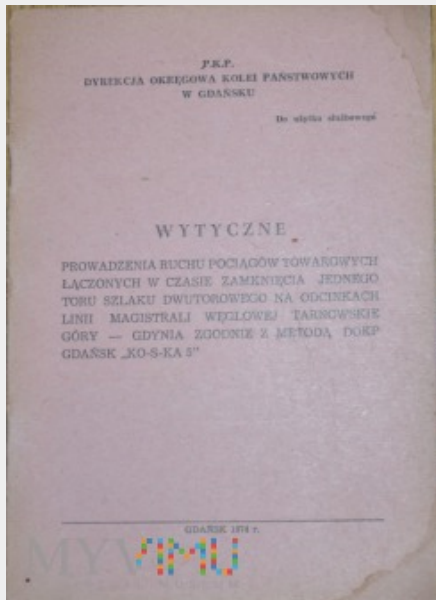 P.K.P.
DYREKCJA OKRĘGOWA KOLEI PAŃSTWOWYCH
W GDAŃSKU
Do użytku służbowego
WYTYCZNE
PROWADZENIA RUCHU POCIĄGÓW TOWAROWYCH
ŁĄCZONYCH W CZASIE ZAMKNIĘCIA JEDNEGO
TORU SZLAKU DWUTOROWEGO NA ODCINKACH
LINII MAGISTRALI WĘGLOWEJ TARNOWSKIE
GÓRY — GDYNIA ZGODNIE Z METODĄ DOKP
GDAŃSK „KO-S-KA 5”
GDAŃSK 1974 r.
MYVIMU